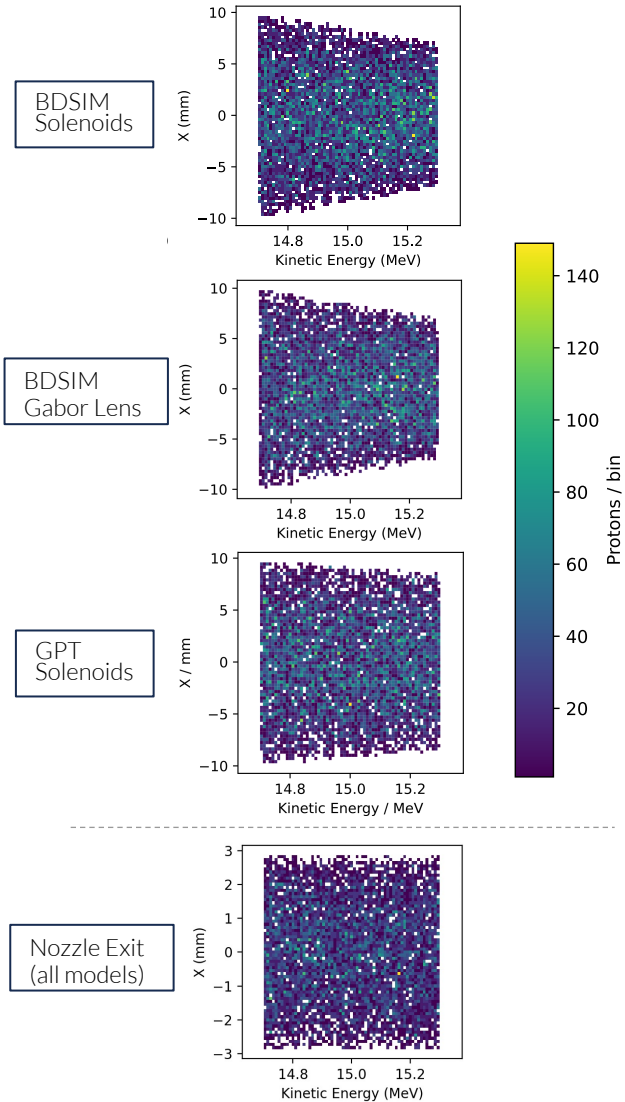 BDSIM
Solenoids
10
5
0
−5
−10
X (mm)
14.8 15.0 15.2
Kinetic Energy (MeV)
BDSIM
Gabor Lens
10
5
0
−5
−10
X (mm)
14.8 15.0 15.2
Kinetic Energy (MeV)
GPT
Solenoids
10
5
0
−5
−10
X / mm
14.8 15.0 15.2
Kinetic Energy / MeV
140
120
100
80
60
40
20
Protons / bin
Nozzle Exit
(all models)
3
2
1
0
−1
−2
−3
X (mm)
14.8 15.0 15.2
Kinetic Energy (MeV)